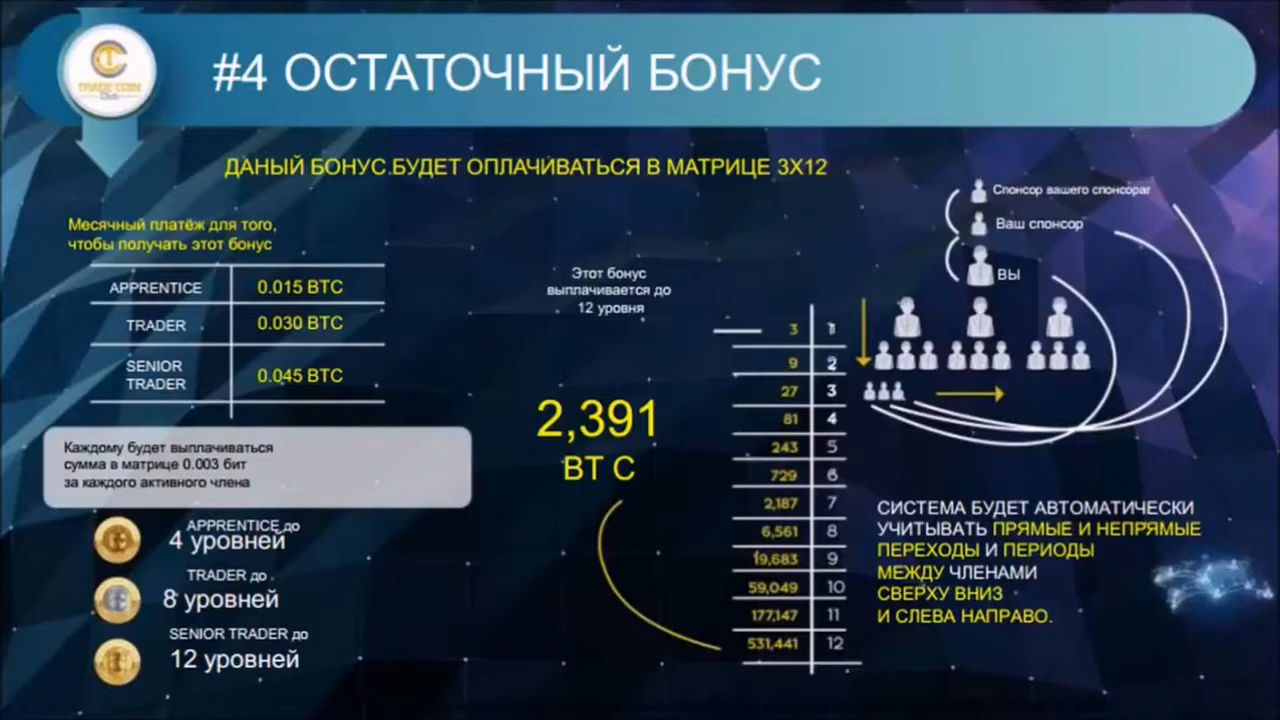 #4 ОСТАТОЧНЫЙ БОНУС
TRADE COIN
Club
ДАНЫЙ БОНУС.БУДЕТ ОПЛАЧИВАТЬСЯ В МАТРИЦЕ 3Х12
Месячный платёж для того,
чтобы получать этот бонус
APPRENTICE 0.015 BTC
TRADER 0.030 BTC
SENIOR
TRADER
0.045 BTC
Каждому будет выплачиваться
сумма в матрице 0.003 бит
за каждого активного члена
APPRENTICE до
4 уровней
TRADER до
8 уровней
SENIOR TRADER до
12 уровней
Этот бонус
выплачивается до
12 уровня
2,391
BT C
3 1
9 2
27 3
81 4
243 5
729 6
2,187 7
6,561 8
19,683 9
59,049 10
177,147 11
531,441 12
Спонсор вашего спонсораг
Ваш спонсор
ВЫ
СИСТЕМА БУДЕТ АВТОМАТИЧЕСКИ
УЧИТЫВАТЬ ПРЯМЫЕ И НЕПРЯМЫЕ
ПЕРЕХОДЫ И ПЕРИОДЫ
МЕЖДУ ЧЛЕНАМИ
СВЕРХУ ВНИЗ
И СЛЕВА НАПРАВО.